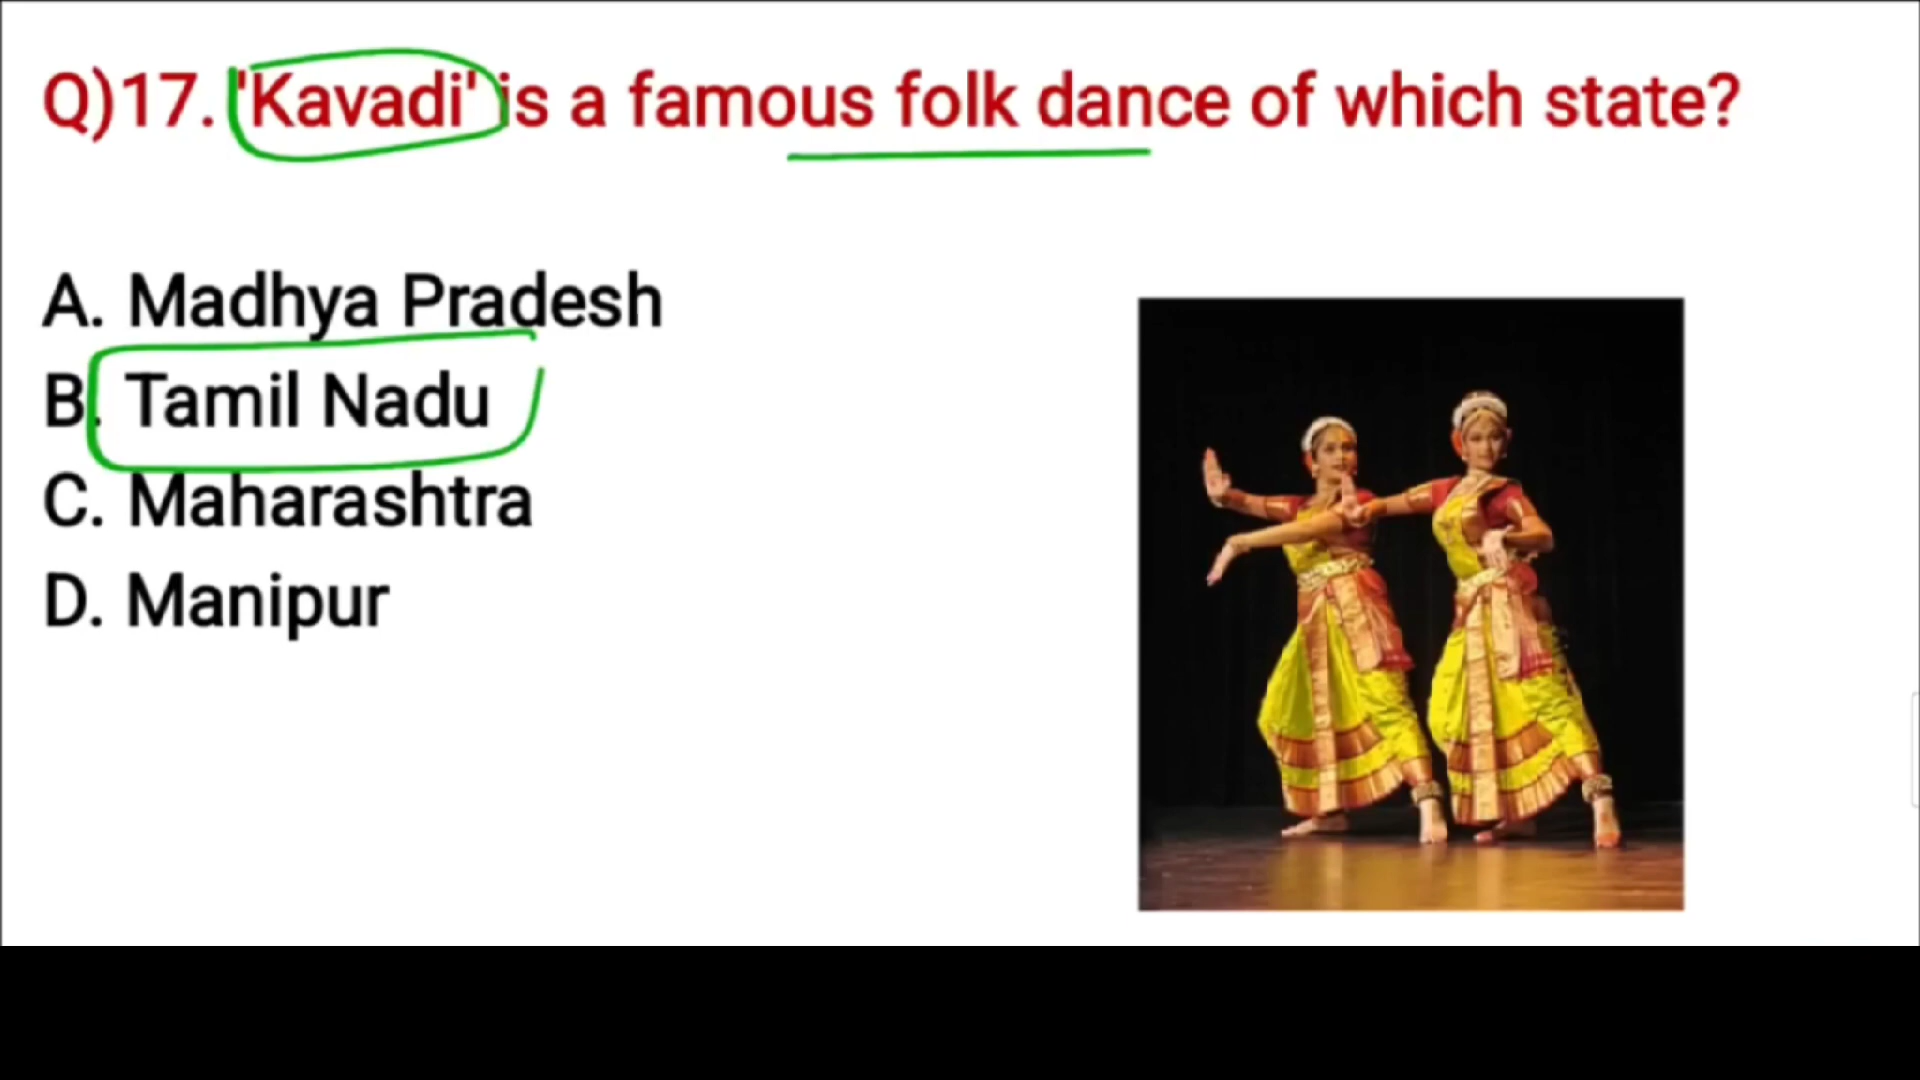 Q)17. 'Kavadi' is a famous folk dance of which state?
A. Madhya Pradesh
B. Tamil Nadu
C. Maharashtra
D. Manipur